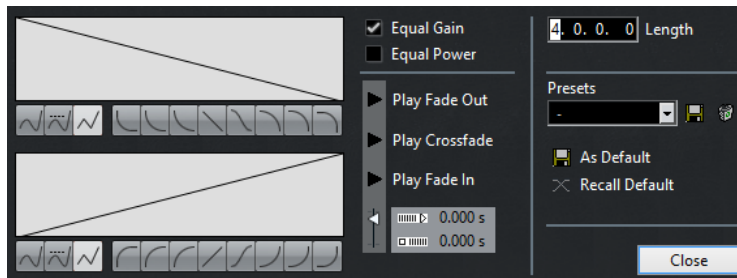 Equal Gain
Equal Power
Play Fade Out
Play Crossfade
Play Fade In
0.000 s
0.000 s
4. 0. 0. 0 Length
Presets
-
As Default
Recall Default
Close